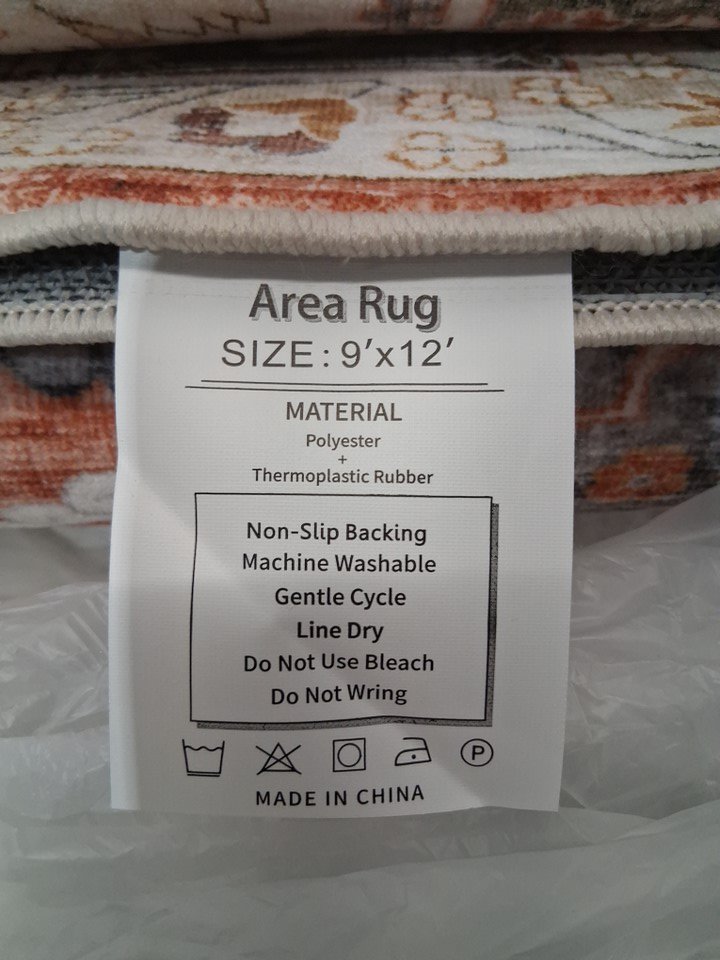 Area Rug
SIZE: 9'x12'
MATERIAL
Polyester
+
Thermoplastic Rubber
Non-Slip Backing
Machine Washable
Gentle Cycle
Line Dry
Do Not Use Bleach
Do Not Wring
P
MADE IN CHINA